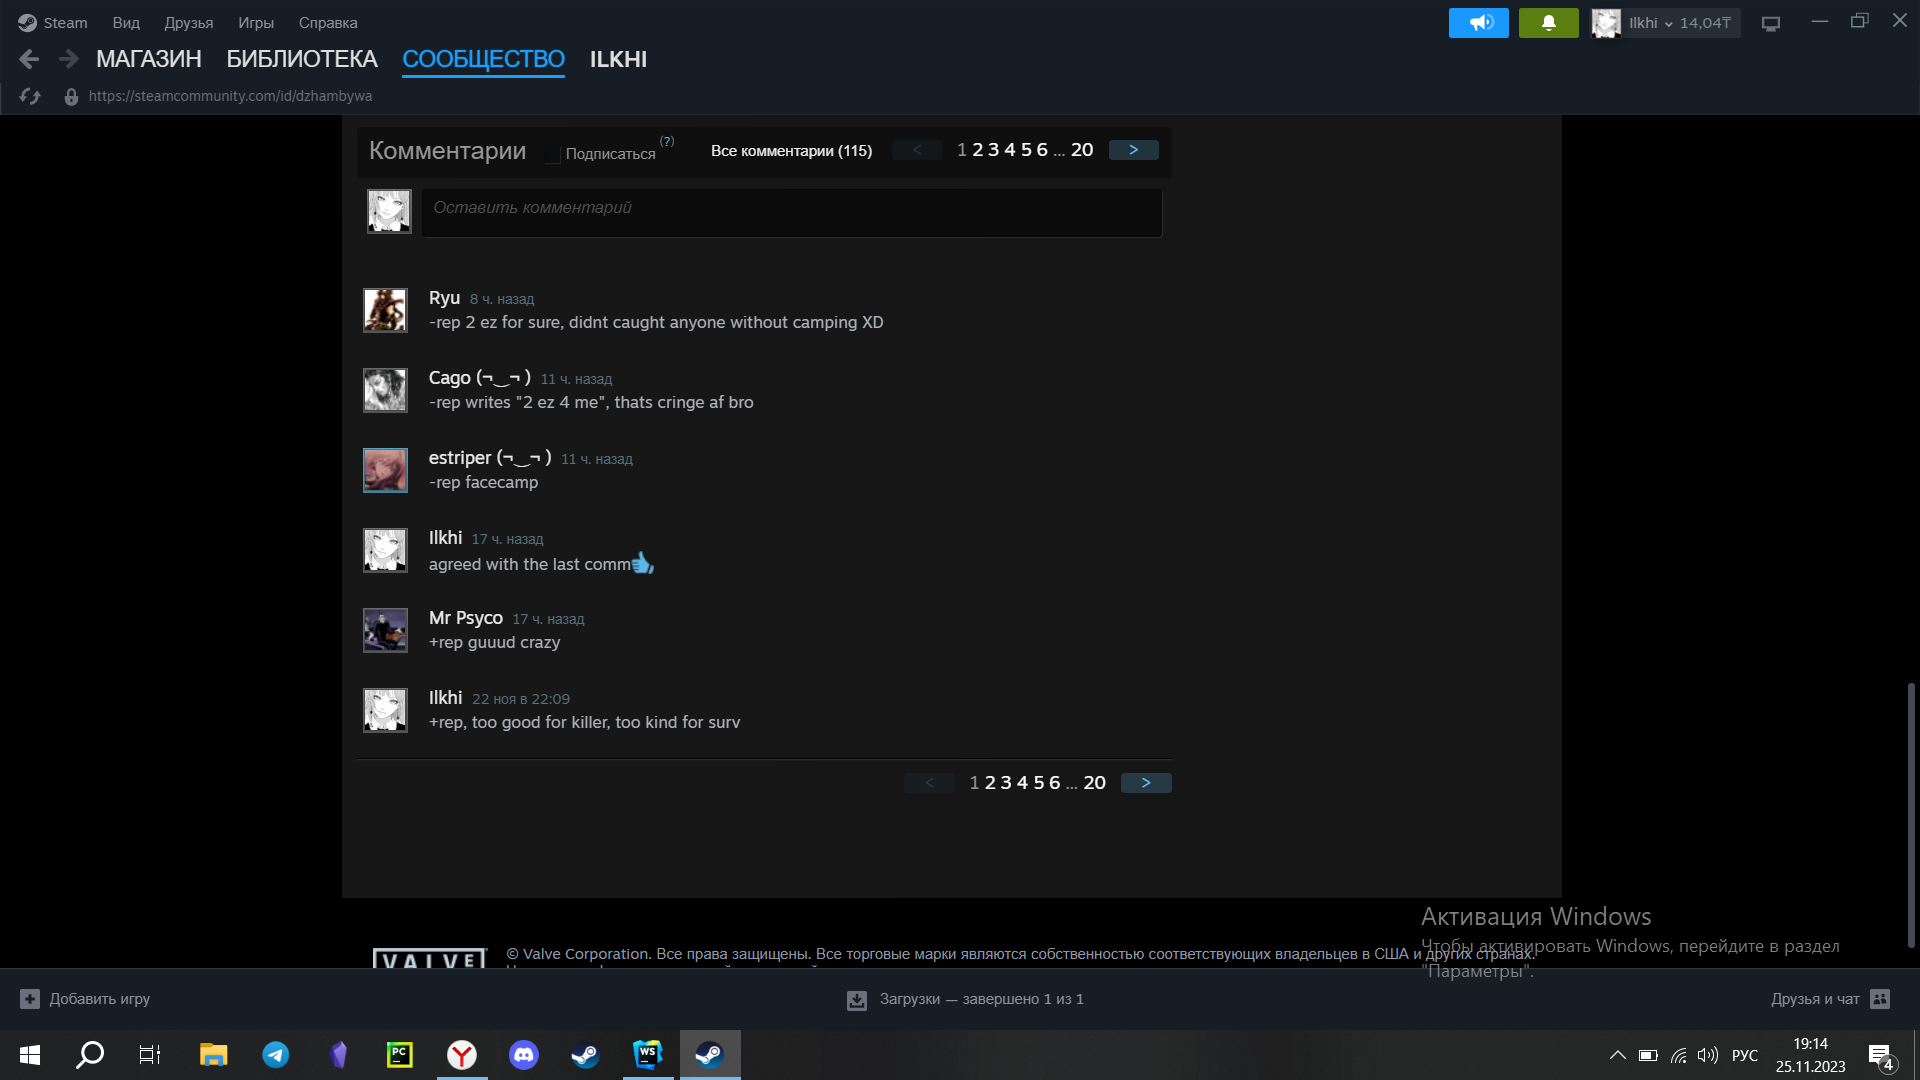 Steam Вид Друзья Игры Справка
Ilkhi 14,04₸
МАГАЗИН БИБЛИОТЕКА СООБЩЕСТВО ILKHI
https://steamcommunity.com/id/dzhambywa
Комментарии Подписаться (?) Все комментарии (115) < 1 2 3 4 5 6 ... 20 >
Оставить комментарий
Ryu 8 ч. назад
-rep 2 ez for sure, didnt caught anyone without camping XD
Cago (¬‿¬ ) 11 ч. назад
-rep writes "2 ez 4 me", thats cringe af bro
estriper (¬‿¬ ) 11 ч. назад
-rep facecamp
Ilkhi 17 ч. назад
agreed with the last comm
Mr Psyco 17 ч. назад
+rep guuud crazy
Ilkhi 22 ноя в 22:09
+rep, too good for killer, too kind for surv
< 1 2 3 4 5 6 ... 20 >
Активация Windows
Чтобы активировать Windows, перейдите в раздел
"Параметры".
VALVE
© Valve Corporation. Все права защищены. Все торговые марки являются собственностью соответствующих владельцев в США и других странах.
Добавить игру Загрузки — завершено 1 из 1 Друзья и чат
PC WS РУС 19:14
25.11.2023 4